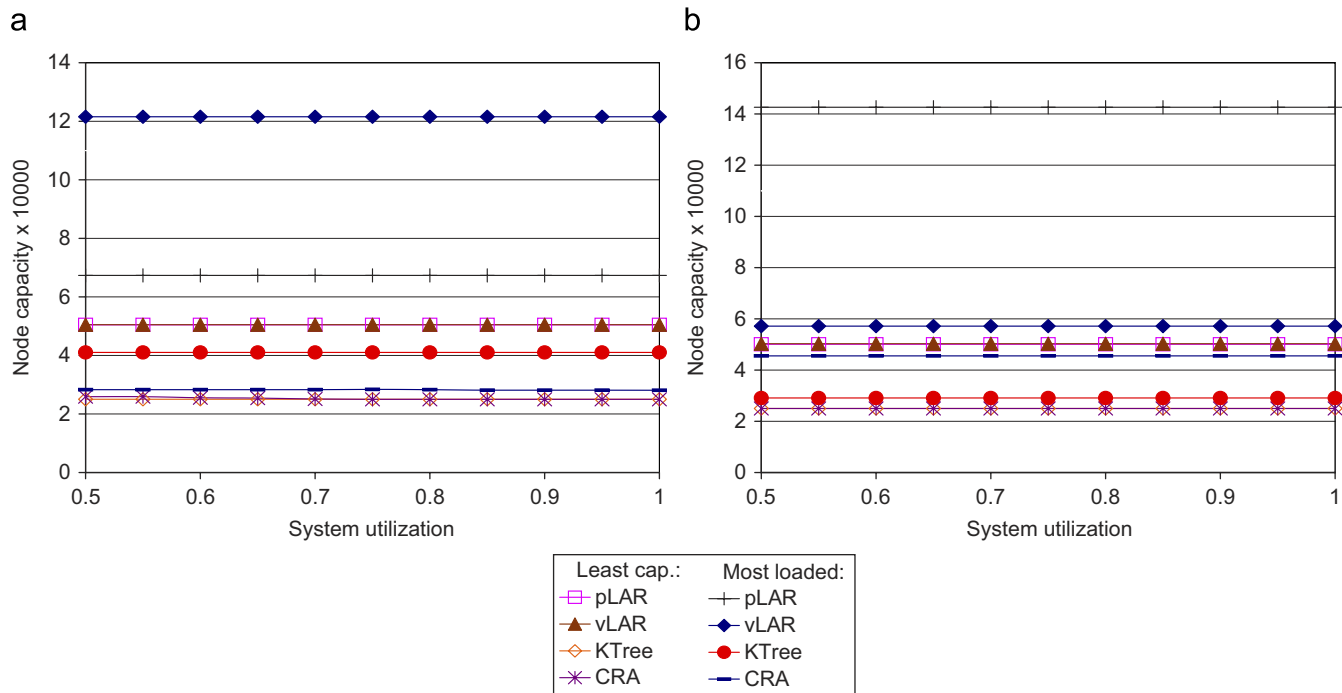 a
14
12
10
8
6
4
2
0
Node capacity x 10000
0.5 0.6 0.7 0.8 0.9 1
System utilization
b
16
14
12
14
10
8
6
4
2
0
Node capacity x 10000
0.5 0.6 0.7 0.8 0.9 1
System utilization
Least cap.: Most loaded:
pLAR pLAR
vLAR vLAR
KTree KTree
CRA CRA